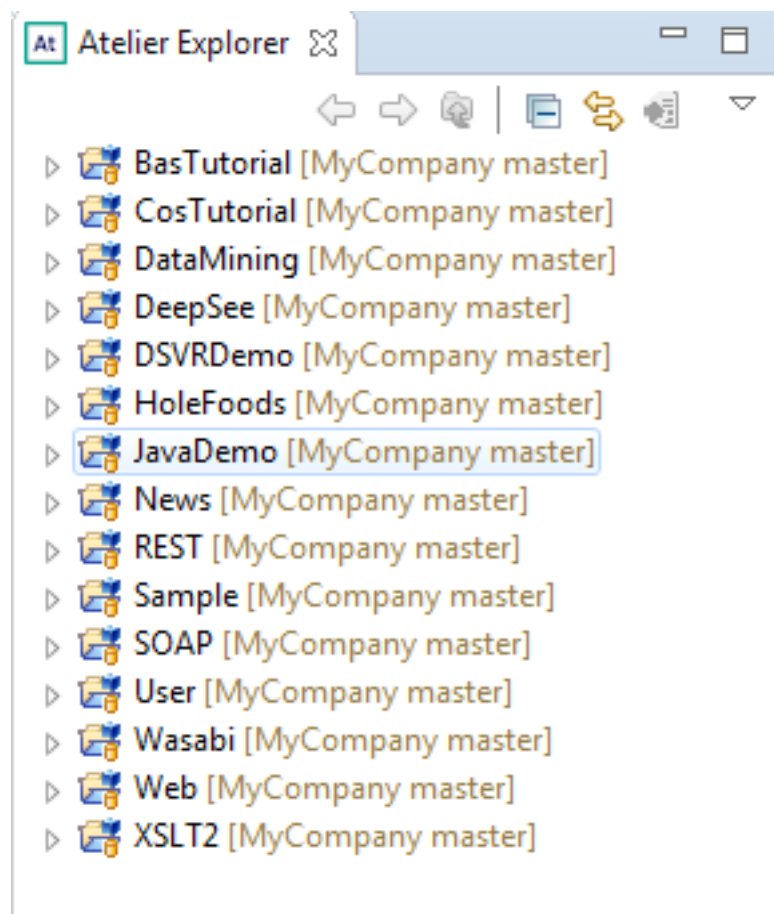 At Atelier Explorer
BasTutorial [MyCompany master]
CosTutorial [MyCompany master]
DataMining [MyCompany master]
DeepSee [MyCompany master]
DSVRDemo [MyCompany master]
HoleFoods [MyCompany master]
JavaDemo [MyCompany master]
News [MyCompany master]
REST [MyCompany master]
Sample [MyCompany master]
SOAP [MyCompany master]
User [MyCompany master]
Wasabi [MyCompany master]
Web [MyCompany master]
XSLT2 [MyCompany master]